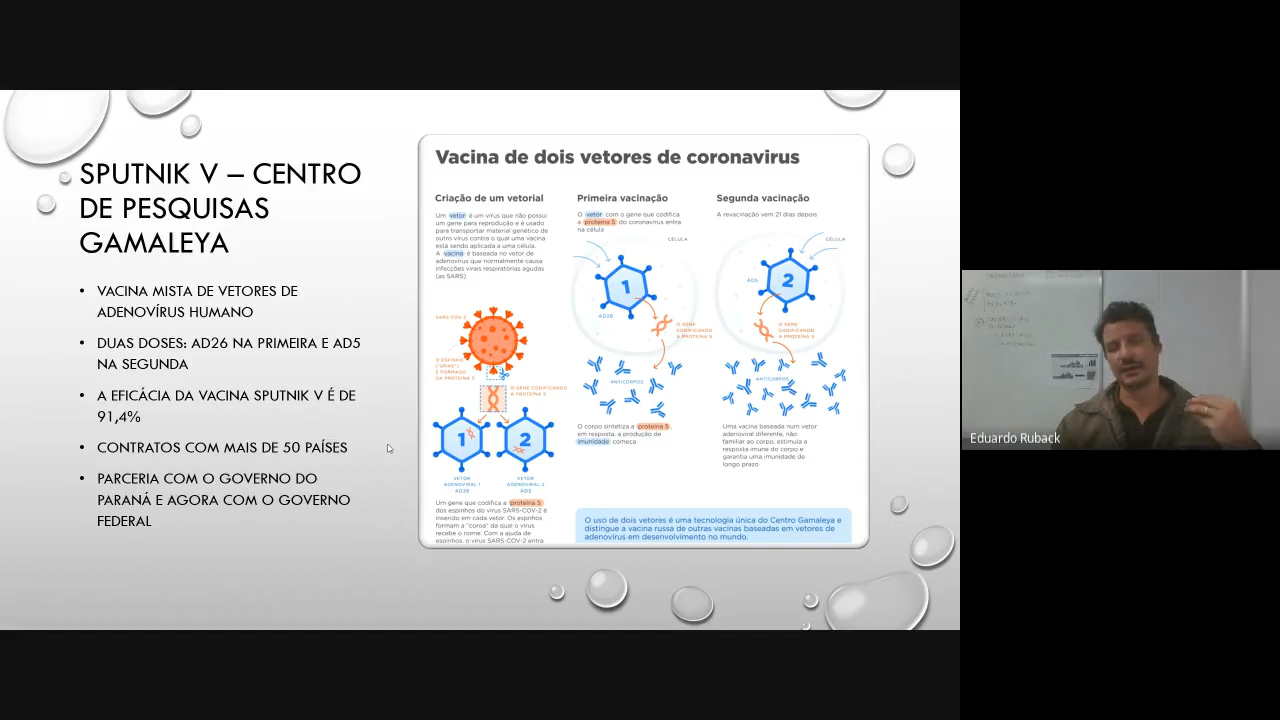 SPUTNIK V – CENTRO
DE PESQUISAS
GAMALEYA
• VACINA MISTA DE VETORES DE
ADENOVÍRUS HUMANO
• DUAS DOSES: AD26 NA PRIMEIRA E AD5
NA SEGUNDA
• A EFICÁCIA DA VACINA SPUTNIK V É DE
91,4%
• CONTRATOS COM MAIS DE 50 PAÍSES
• PARCERIA COM O GOVERNO DO
PARANÁ E AGORA COM O GOVERNO
FEDERAL
Vacina de dois vetores de coronavirus
Criação de um vetorial
Um vetor é um vírus que não possui
um gene para reprodução e é usado
para transportar material genético de
outro vírus contra o qual uma vacina
está sendo aplicada a uma célula.
A vacina é baseada no vetor de
adenovírus que normalmente causa
infecções virais respiratórias agudas
(as SARS)
SARS-COV-2
O ESPINHO
("SPIKE")
É FORMADO
DA PROTEÍNA S
O GENE CODIFICANDO
A PROTEINA S
1
2
VETOR
ADENOVIRAL 1
AD26
VETOR
ADENOVIRAL 2
AD5
Um gene que codifica a proteína S
dos espinhos do vírus SARS-COV-2 é
inserido em cada vetor. Os espinhos
formam a "coroa" da qual o vírus
recebe o nome. Com a ajuda de
espinhos, o vírus SARS-COV-2 entra
Primeira vacinação
O vetor com o gene que codifica
a proteína S do coronavírus entra
na célula
CÉLULA
1
AD26
O GENE
CODIFICANDO
A PROTEÍNA S
ANTICORPOS
O corpo sintetiza a proteína S,
em resposta, a produção de
imunidade começa
Segunda vacinação
A revacinação vem 21 dias depois
CÉLULA
2
AD5
O GENE
CODIFICANDO
A PROTEÍNA S
ANTICORPOS
Uma vacina baseada num vetor
adenoviral diferente, não
familiar ao corpo, estimula a
resposta imune do corpo e
garantia uma imunidade de
longo prazo
O uso de dois vetores é uma tecnologia única do Centro Gamaleya e
distingue a vacina russa de outras vacinas baseadas em vetores de
adenovírus em desenvolvimento no mundo.
Eduardo Ruback